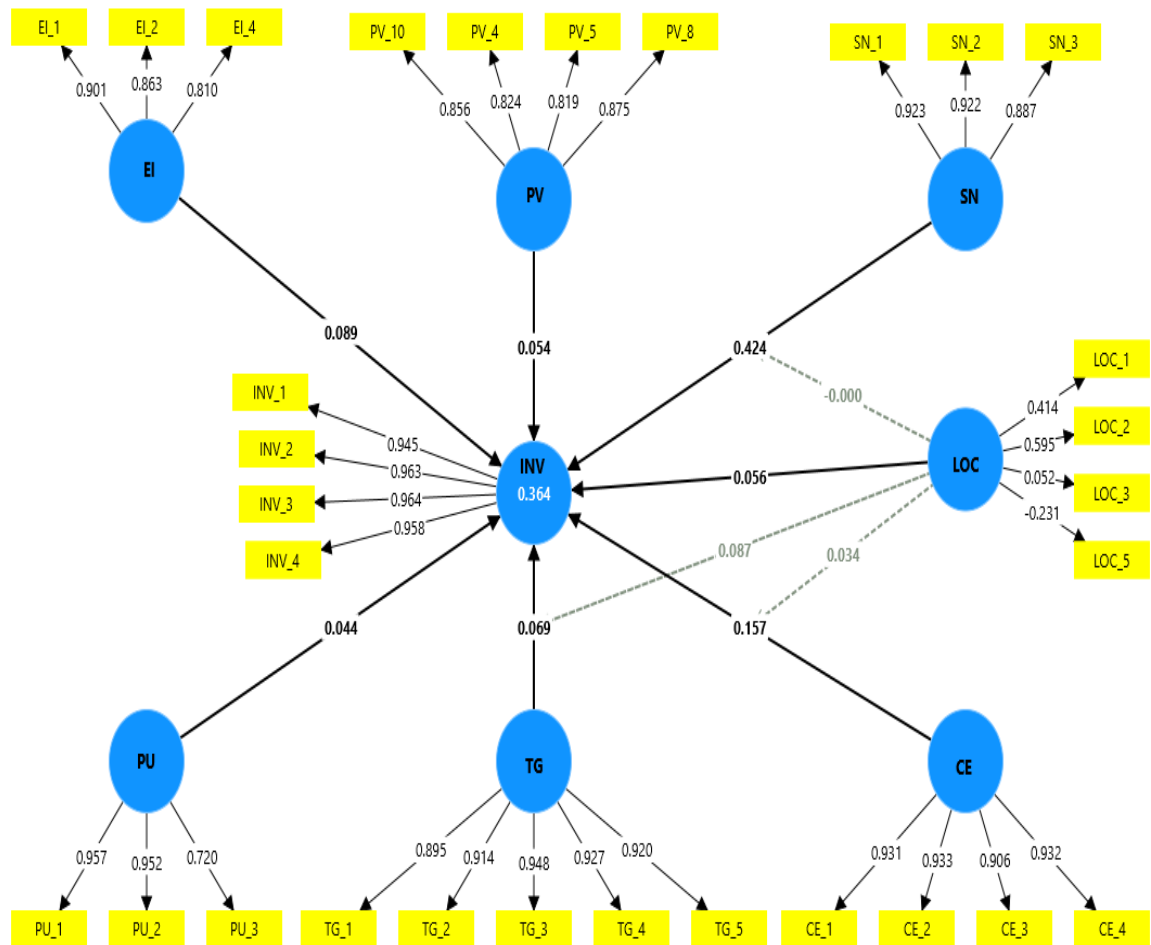 EI_1
EI_2
EI_4
PV_10
PV_4
PV_5
PV_8
SN_1
SN_2
SN_3
0.901
0.863
0.810
0.856
0.824
0.819
0.875
0.923
0.922
0.887
EI
PV
SN
0.089
0.054
0.424
-0.000
INV_1
INV_2
INV_3
INV_4
0.945
0.963
0.964
0.958
INV
0.364
0.056
LOC
0.414
0.595
0.052
-0.231
LOC_1
LOC_2
LOC_3
LOC_5
0.087
0.034
0.044
0.069
0.157
PU
TG
CE
0.957
0.952
0.720
0.895
0.914
0.948
0.927
0.920
0.931
0.933
0.906
0.932
PU_1
PU_2
PU_3
TG_1
TG_2
TG_3
TG_4
TG_5
CE_1
CE_2
CE_3
CE_4